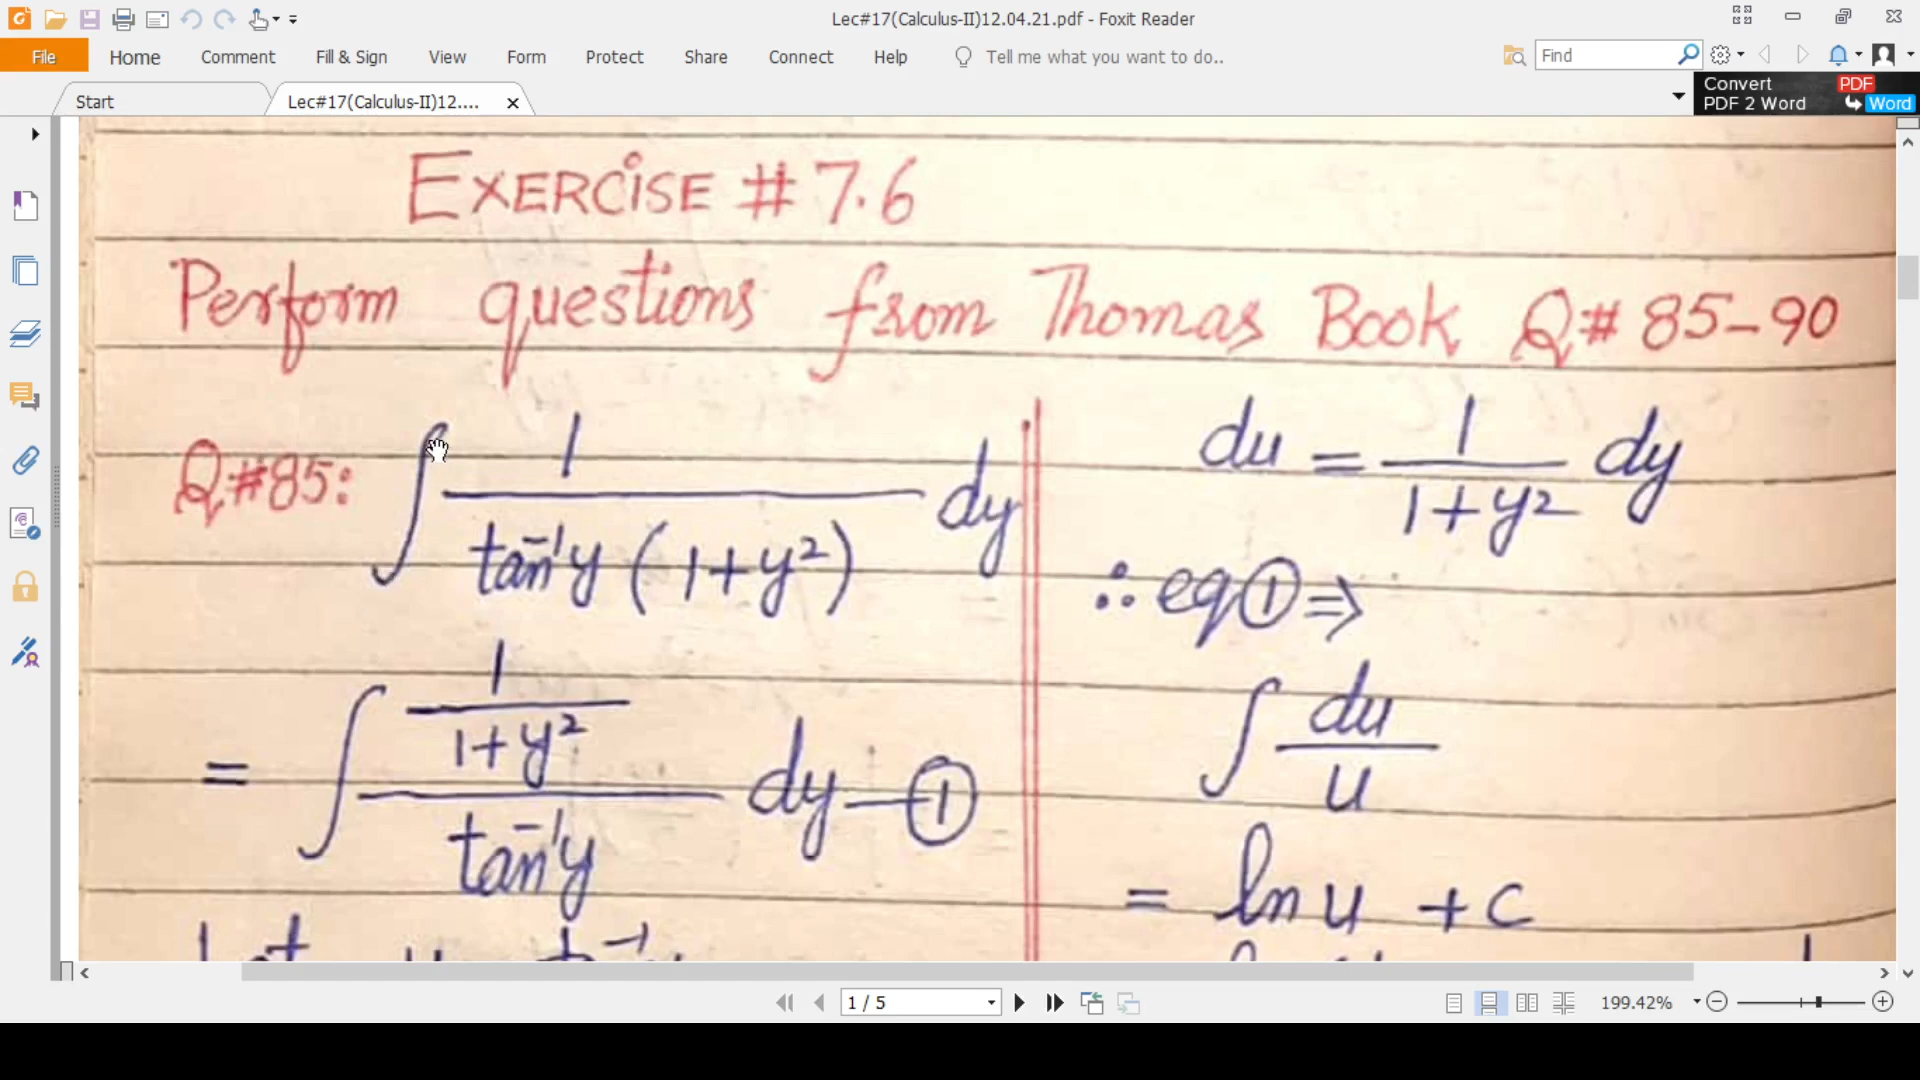 Lec#17(Calculus-II)12.04.21.pdf - Foxit Reader
File Home Comment Fill & Sign View Form Protect Share Connect Help Tell me what you want to do.. Find
Start Lec#17(Calculus-II)12....
Convert PDF
PDF 2 Word Word
EXERCISE # 7.6
Perform questions from Thomas Book Q# 85-90
Q#85: ∫ 1 / (tan⁻¹y (1+y²)) dy
= ∫ (1 / (1+y²)) / (tan⁻¹y) dy — ①
du = 1 / (1+y²) dy
∴ eq ① ⇒
∫ du / u
= ln u + c
1 / 5
199.42%